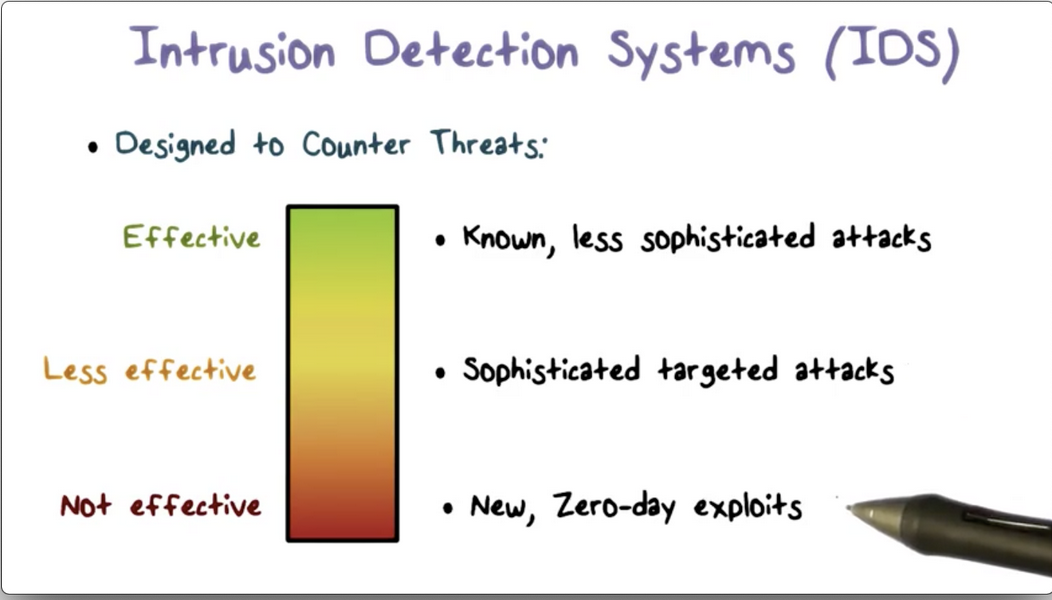 Intrusion Detection Systems (IDS)
• Designed to Counter Threats:
Effective • Known, less sophisticated attacks
Less effective • Sophisticated targeted attacks
Not effective • New, Zero-day exploits